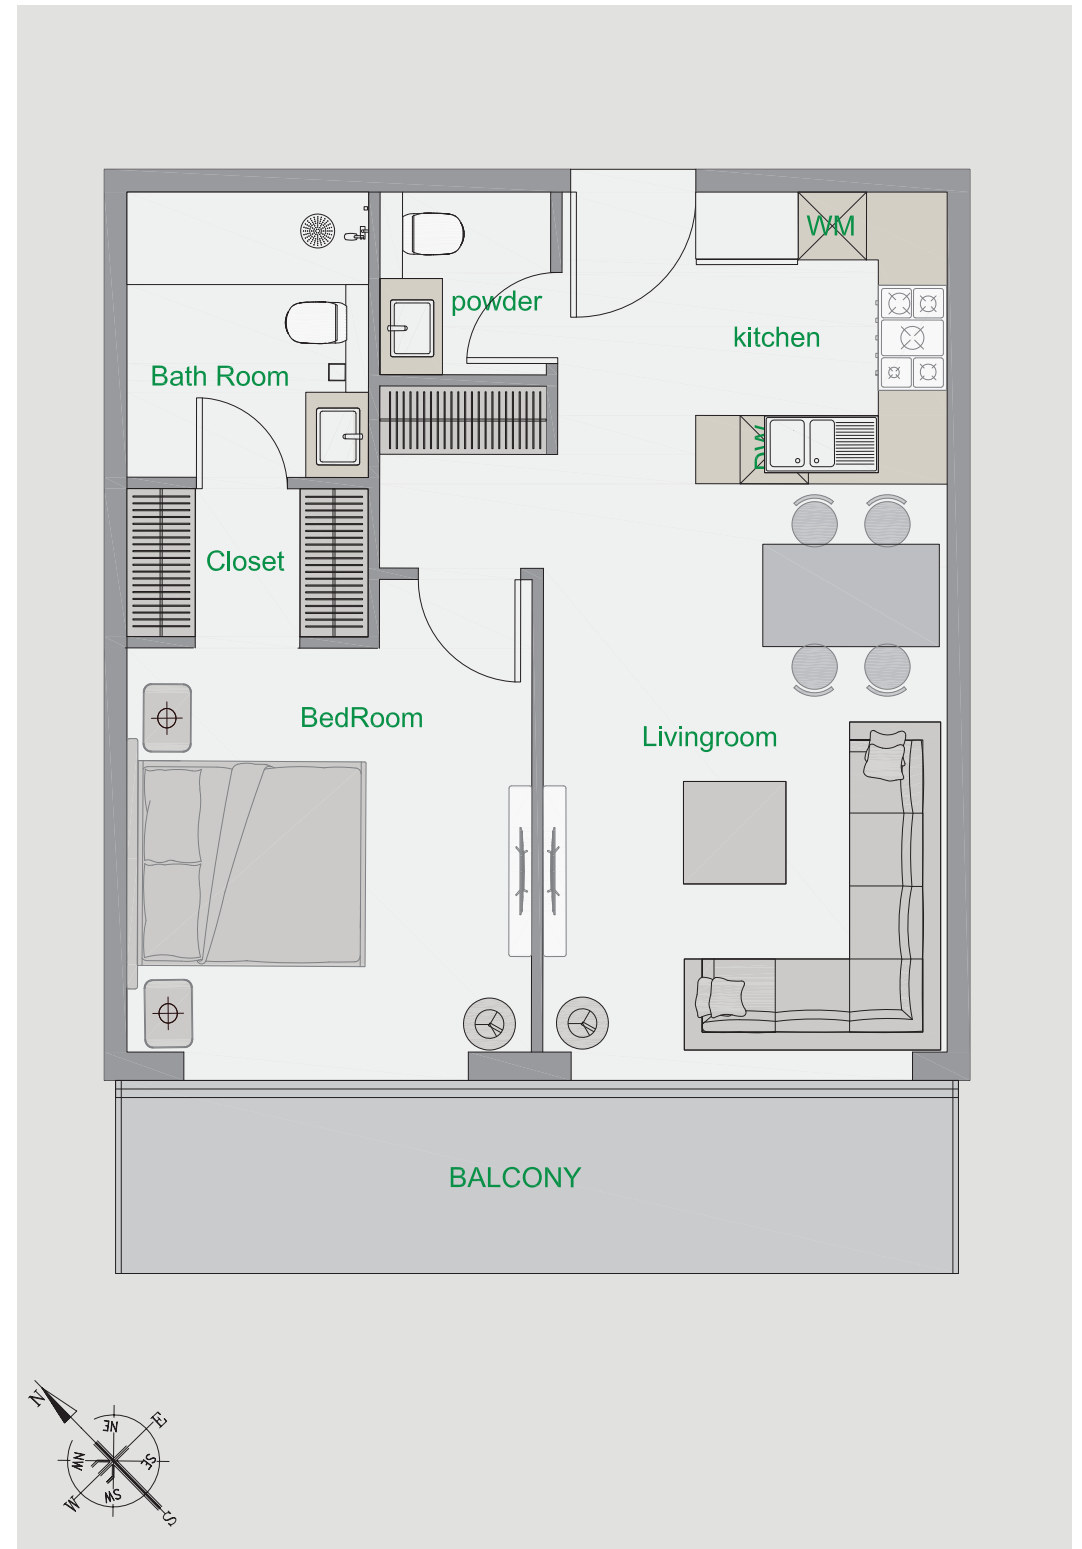 WM
powder
kitchen
Bath Room
DW
Closet
BedRoom
Livingroom
BALCONY
N
E
NE
NW
SE
SW
W
S